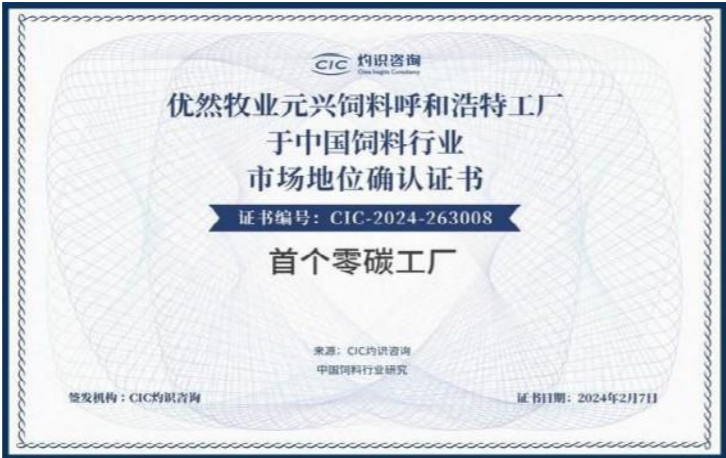 CIC 灼识咨询
China Insights Consultancy
优然牧业元兴饲料呼和浩特工厂
于中国饲料行业
市场地位确认证书
证书编号：CIC-2024-263008
首个零碳工厂
来源：CIC灼识咨询
中国饲料行业研究
签发机构：CIC灼识咨询
证书日期：2024年2月7日